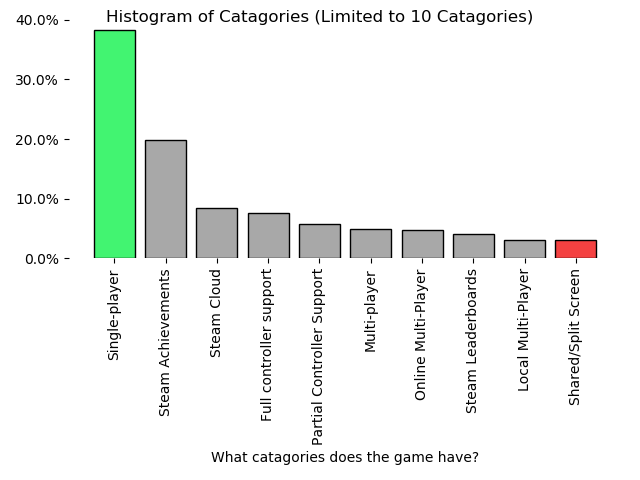 Histogram of Catagories (Limited to 10 Catagories)
40.0%
30.0%
20.0%
10.0%
0.0%
Single-player
Steam Achievements
Steam Cloud
Full controller support
Partial Controller Support
Multi-player
Online Multi-Player
Steam Leaderboards
Local Multi-Player
Shared/Split Screen
What catagories does the game have?